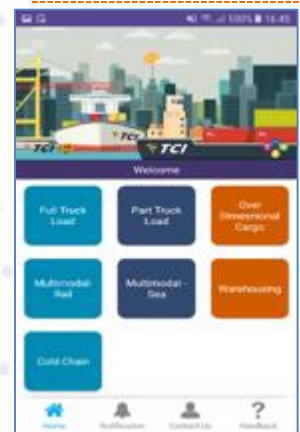 100% 16:45
TCI
TCI
TCI
Welcome
Full Truck
Load
Part Truck
Load
Over
Dimensional
Cargo
Multimodal-
Rail
Multimodal -
Sea
Warehousing
Cold Chain
Home
Notification
Contact Us
Feedback